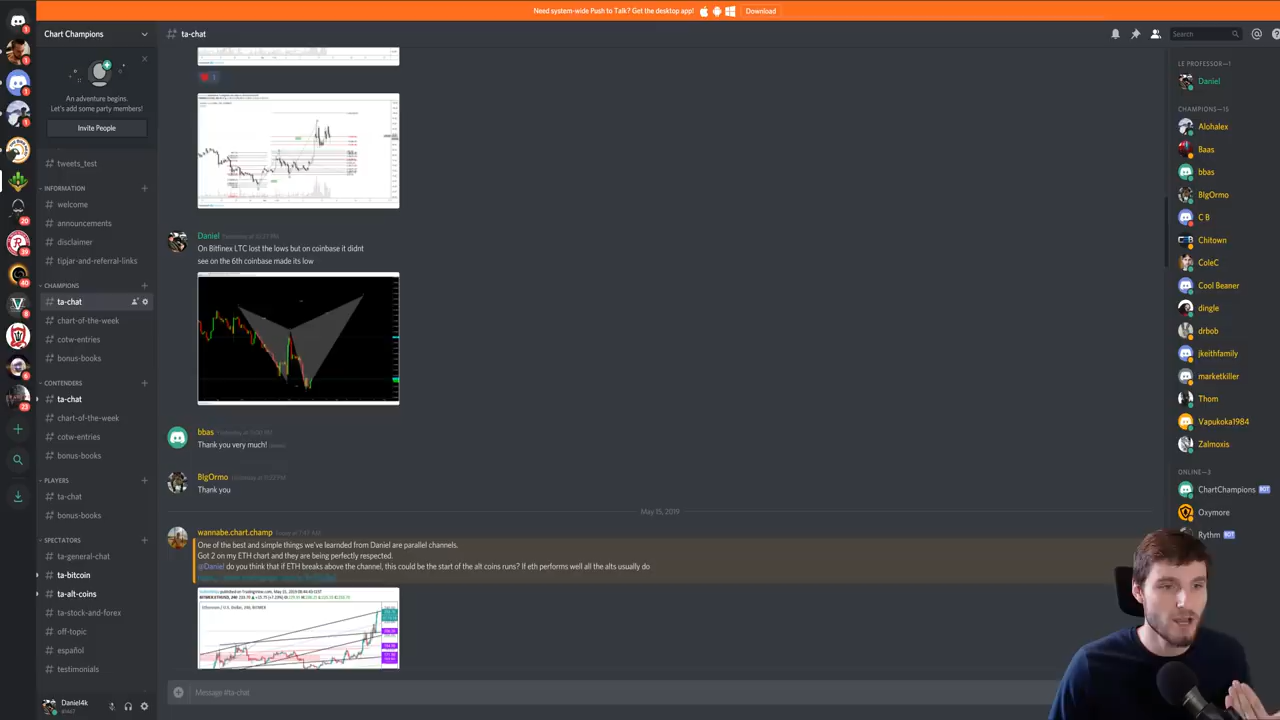 Need system-wide Push to Talk? Get the desktop app! Download
Chart Champions
ta-chat
Search
An adventure begins.
Let's add some party members!
Invite People
tweets_test
INFORMATION
welcome
announcements
disclaimer
tipjar-and-referral-links
CHAMPIONS
ta-chat
chart-of-the-week
cw-entries
bonus-books
CONTENDERS
ta-chat
chart-of-the-week
cw-entries
bonus-books
PLAYERS
ta-chat
bonus-books
SPECTATORS
ta-general-chat
ta-bitcoin
ta-altcoins
ta-stock-and-forex
off-topic
español
testimonials
Daniel4k
#1467
1
Daniel
On Bitfinex LTC lost the lows but on coinbase it didnt
see on the 6th coinbase made its low
bbas
Thank you very much!
BIgOrmo
Thank you
May 15, 2019
wannabe.chart.champ
One of the best and simple things we've learnded from Daniel are parallel channels.
Got 2 on my ETH chart and they are being perfectly respected.
@Daniel do you think that if ETH breaks above the channel, this could be the start of the alt coins runs? If eth performs well all the alts usually do
Message #ta-chat
LE PROFESSOR—1
Daniel
CHAMPIONS—15
Alohalex
Baas
bbas
BIgOrmo
C B
Chitown
ColeC
Cool Beaner
dingle
drbob
jkeithfamily
marketkiller
Thom
Vapukoka1984
Zalmoxis
ONLINE—3
ChartChampions BOT
Oxymore
Rythm BOT